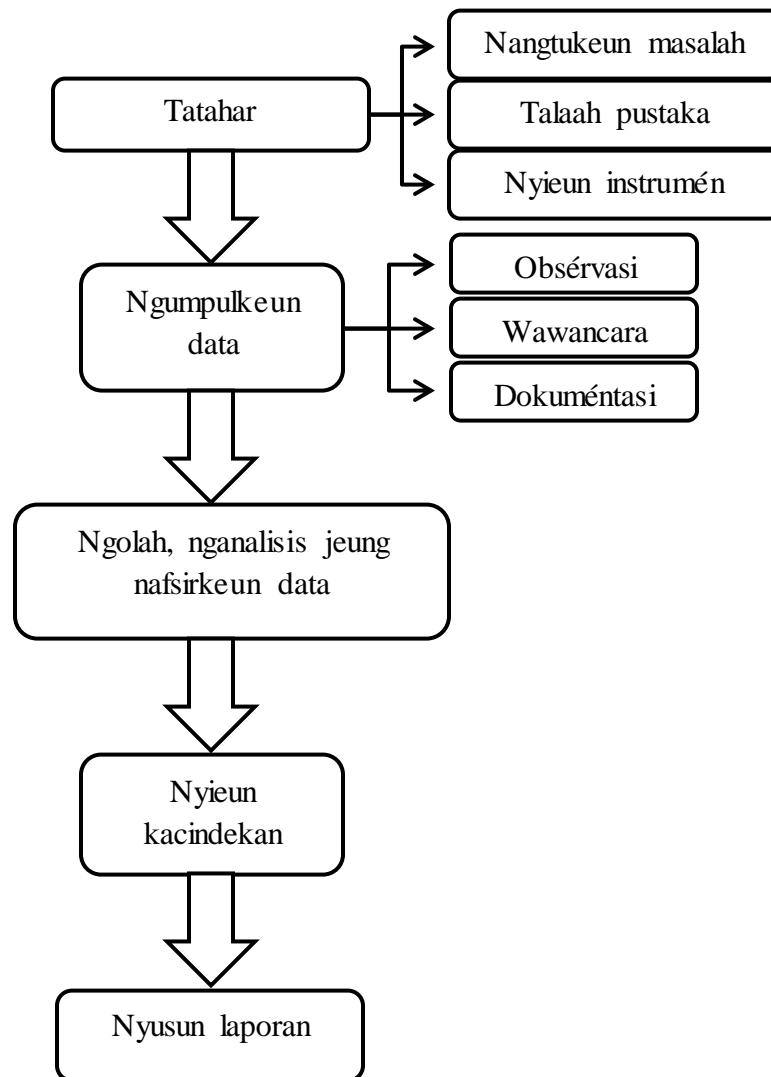 Tatahar
Nangtukeun masalah
Talaah pustaka
Nyieun instrumén
Ngumpulkeun
data
Obsérvasi
Wawancara
Dokuméntasi
Ngolah, nganalisis jeung
nafsirkeun data
Nyieun
kacindekan
Nyusun laporan